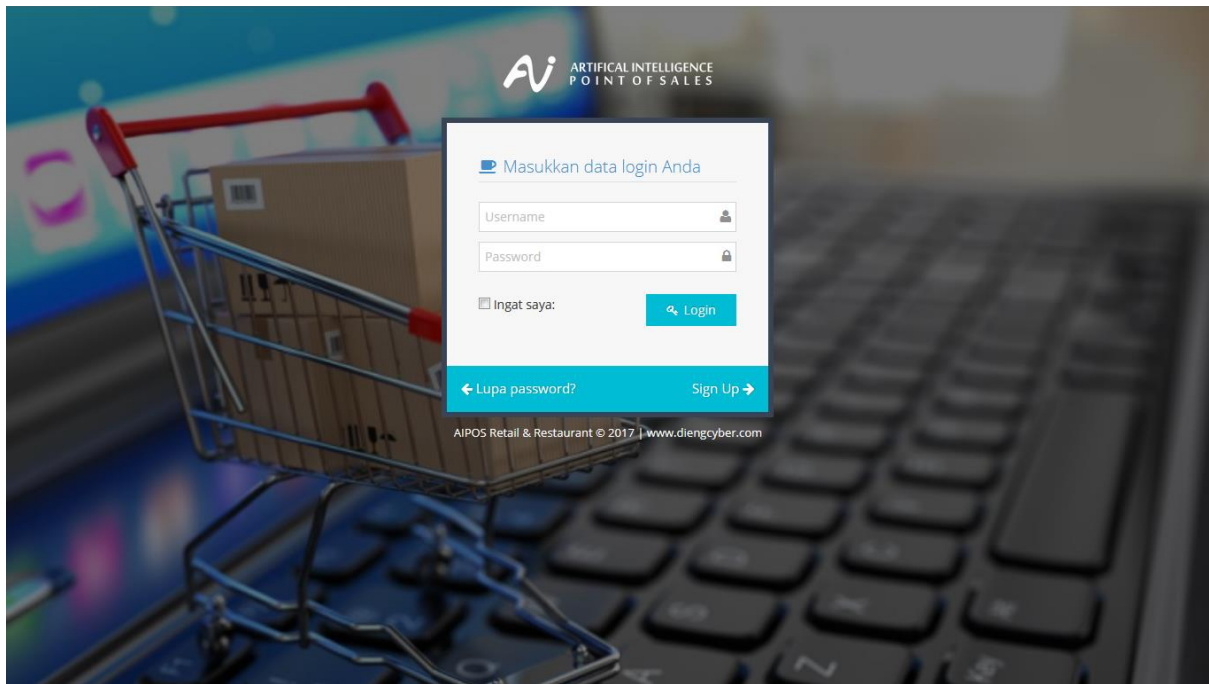 Ai ARTIFICAL INTELLIGENCE
POINT OF SALES
Masukkan data login Anda
Username
Password
Ingat saya:
Login
Lupa password? Sign Up
AIPOS Retail & Restaurant © 2017 | www.diengcyber.com